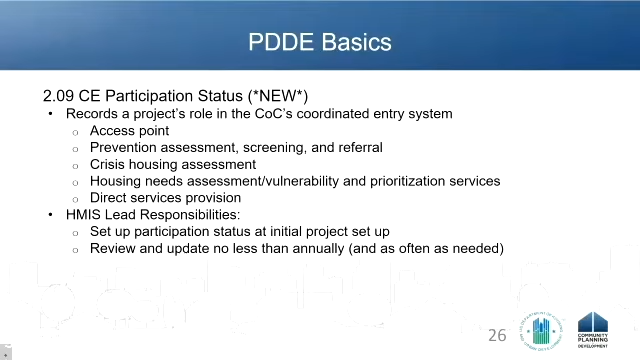 PDDE Basics
2.09 CE Participation Status (*NEW*)
• Records a project's role in the CoC's coordinated entry system
o Access point
o Prevention assessment, screening, and referral
o Crisis housing assessment
o Housing needs assessment/vulnerability and prioritization services
o Direct services provision
• HMIS Lead Responsibilities:
o Set up participation status at initial project set up
o Review and update no less than annually (and as often as needed)
26
COMMUNITY
PLANNING
DEVELOPMENT